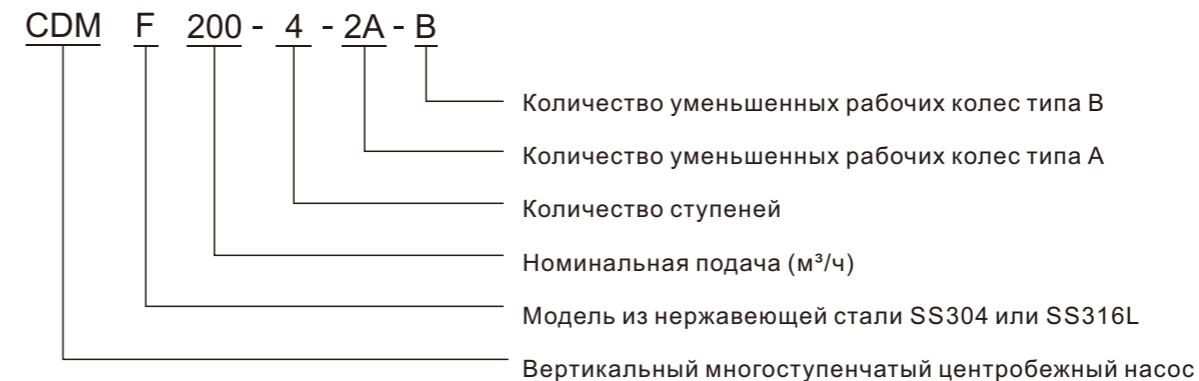 CDM F 200 - 4 - 2A - B
Количество уменьшенных рабочих колес типа B
Количество уменьшенных рабочих колес типа A
Количество ступеней
Номинальная подача (м³/ч)
Модель из нержавеющей стали SS304 или SS316L
Вертикальный многоступенчатый центробежный насос